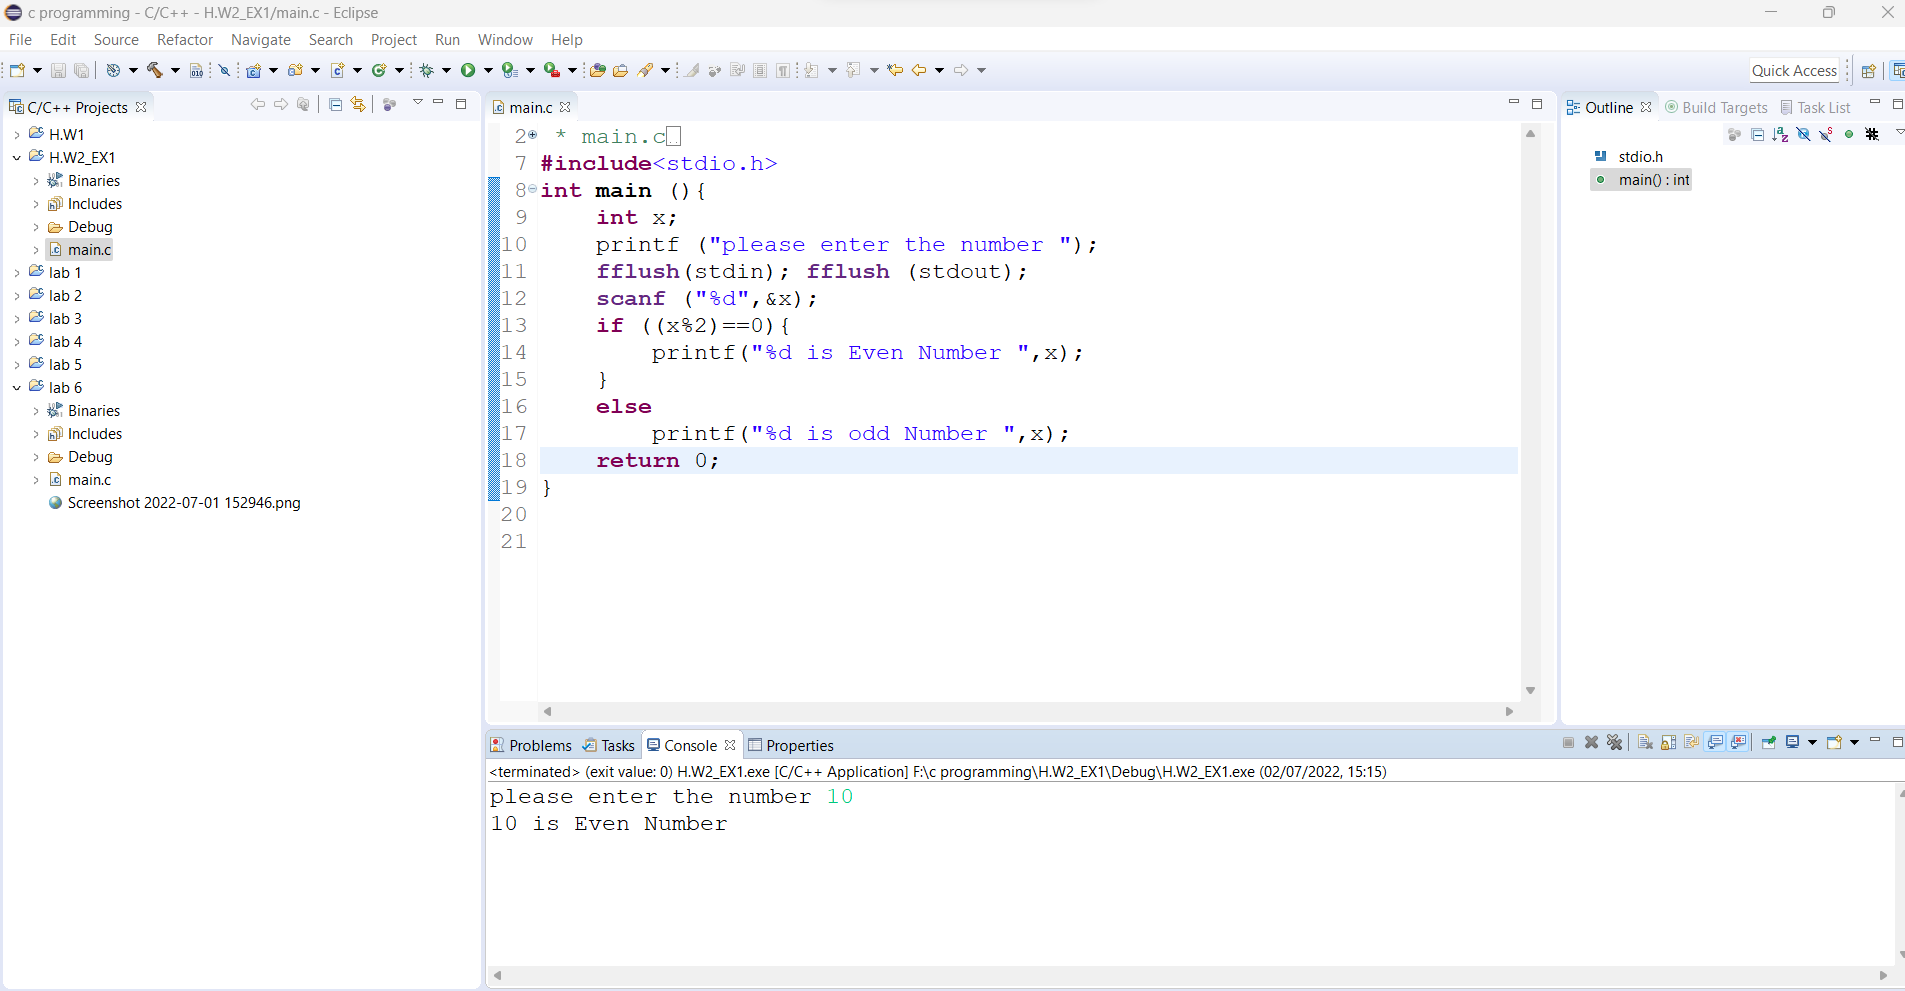 c programming - C/C++ - H.W2_EX1/main.c - Eclipse
File Edit Source Refactor Navigate Search Project Run Window Help
Quick Access
C/C++ Projects
H.W1
H.W2_EX1
Binaries
Includes
Debug
main.c
lab 1
lab 2
lab 3
lab 4
lab 5
lab 6
Binaries
Includes
Debug
main.c
Screenshot 2022-07-01 152946.png
main.c
2 * main.c
7 #include<stdio.h>
8 int main (){
9 int x;
10 printf ("please enter the number ");
11 fflush(stdin); fflush (stdout);
12 scanf ("%d",&x);
13 if ((x%2)==0){
14 printf("%d is Even Number ",x);
15 }
16 else
17 printf("%d is odd Number ",x);
18 return 0;
19 }
20
21
Outline Build Targets Task List
stdio.h
main() : int
Problems Tasks Console Properties
<terminated> (exit value: 0) H.W2_EX1.exe [C/C++ Application] F:\c programming\H.W2_EX1\Debug\H.W2_EX1.exe (02/07/2022, 15:15)
please enter the number 10
10 is Even Number